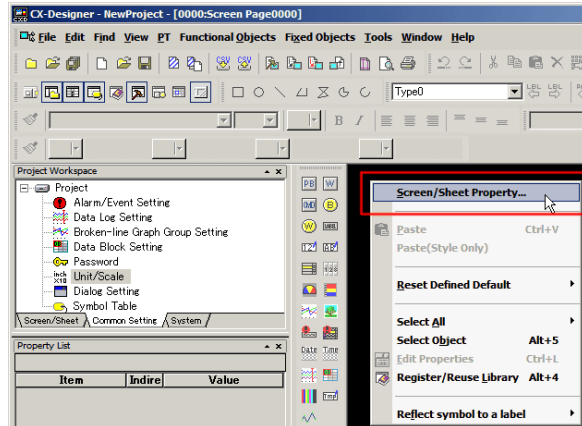 CX-Designer - NewProject - [0000:Screen Page0000]
File Edit Find View PT Functional Objects Fixed Objects Tools Window Help
Type0
LBL LBL
B I
Project Workspace
Project
Alarm/Event Setting
Data Log Setting
Broken-line Graph Group Setting
Data Block Setting
Password
Unit/Scale
Dialog Setting
Symbol Table
Screen/Sheet Common Setting System
Property List
Item Indire Value
PB W
CMD B
W
Date Time
Tmp
Screen/Sheet Property...
Paste Ctrl+V
Paste(Style Only)
Reset Defined Default
Select All
Select Object Alt+5
Edit Properties Ctrl+L
Register/Reuse Library Alt+4
Reflect symbol to a label